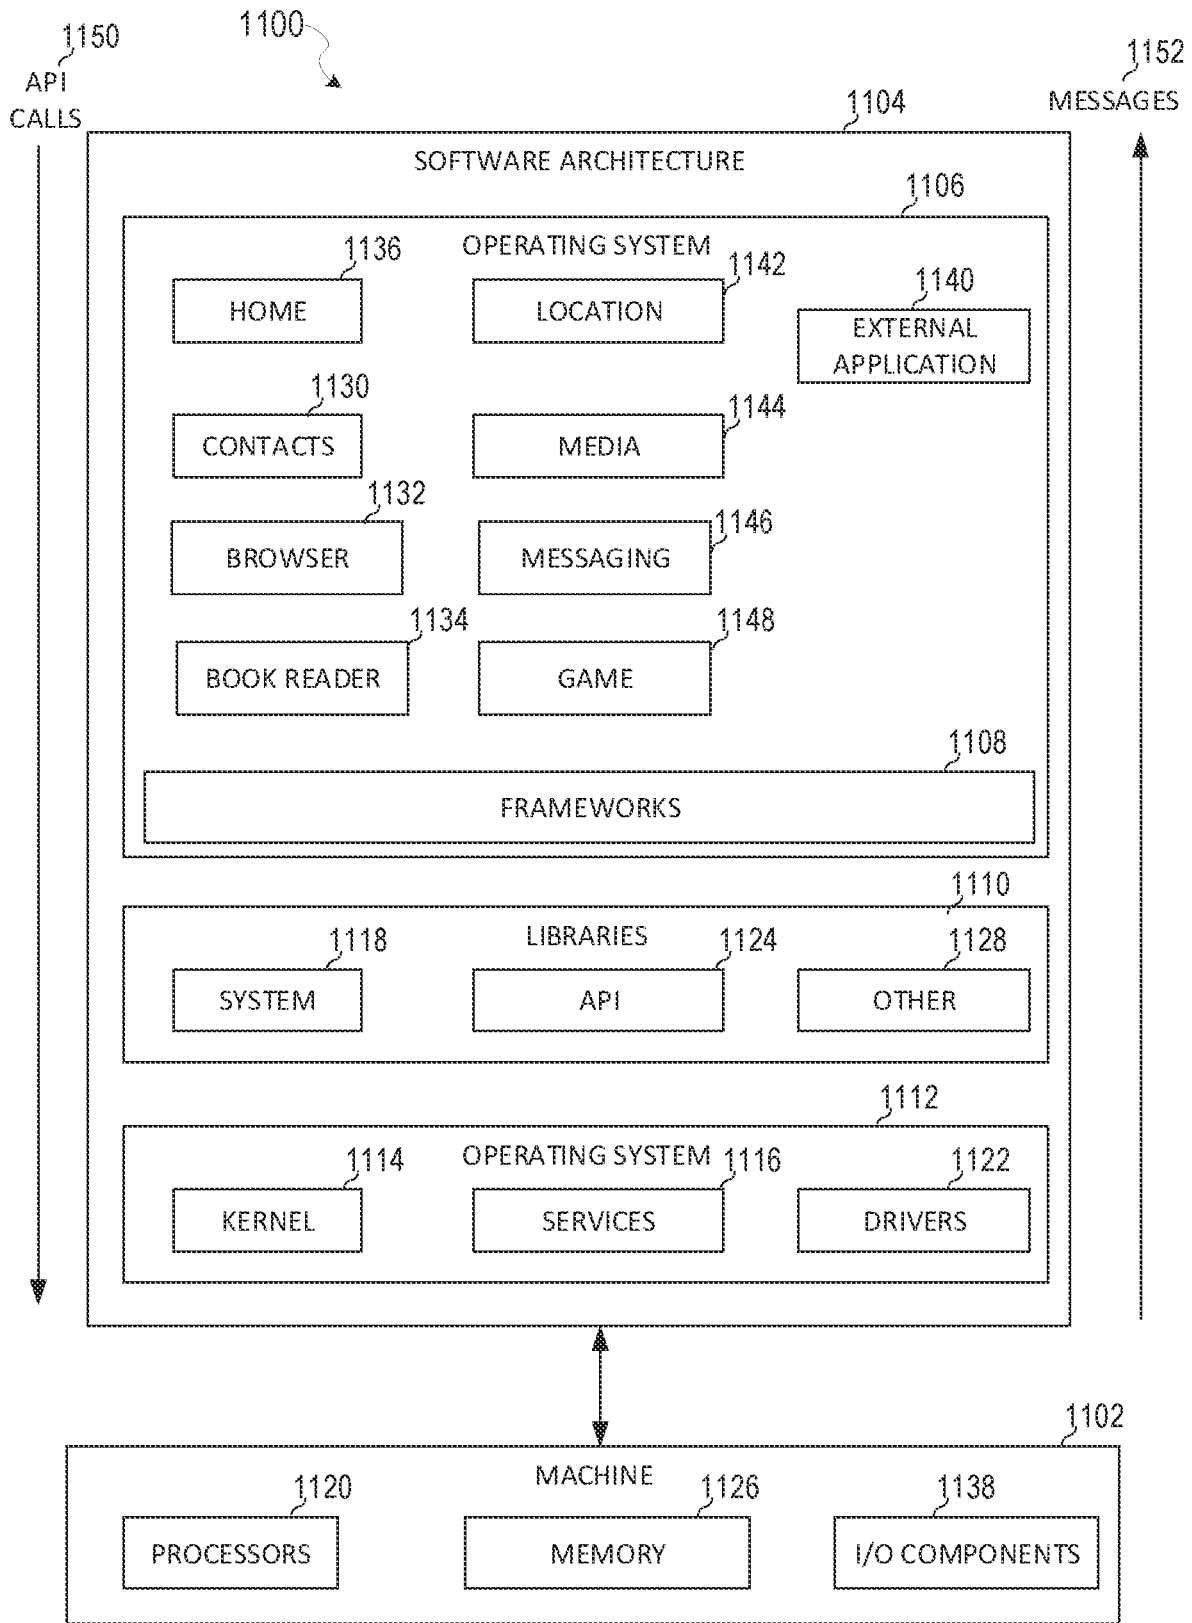 1150
API
CALLS
1100
1152
MESSAGES
1104
SOFTWARE ARCHITECTURE
1106
OPERATING SYSTEM
1136
HOME
1142
LOCATION
1140
EXTERNAL
APPLICATION
1130
CONTACTS
1144
MEDIA
1132
BROWSER
1146
MESSAGING
1134
BOOK READER
1148
GAME
1108
FRAMEWORKS
1110
LIBRARIES
1118
SYSTEM
1124
API
1128
OTHER
1112
OPERATING SYSTEM
1114
KERNEL
1116
SERVICES
1122
DRIVERS
1102
MACHINE
1120
PROCESSORS
1126
MEMORY
1138
I/O COMPONENTS